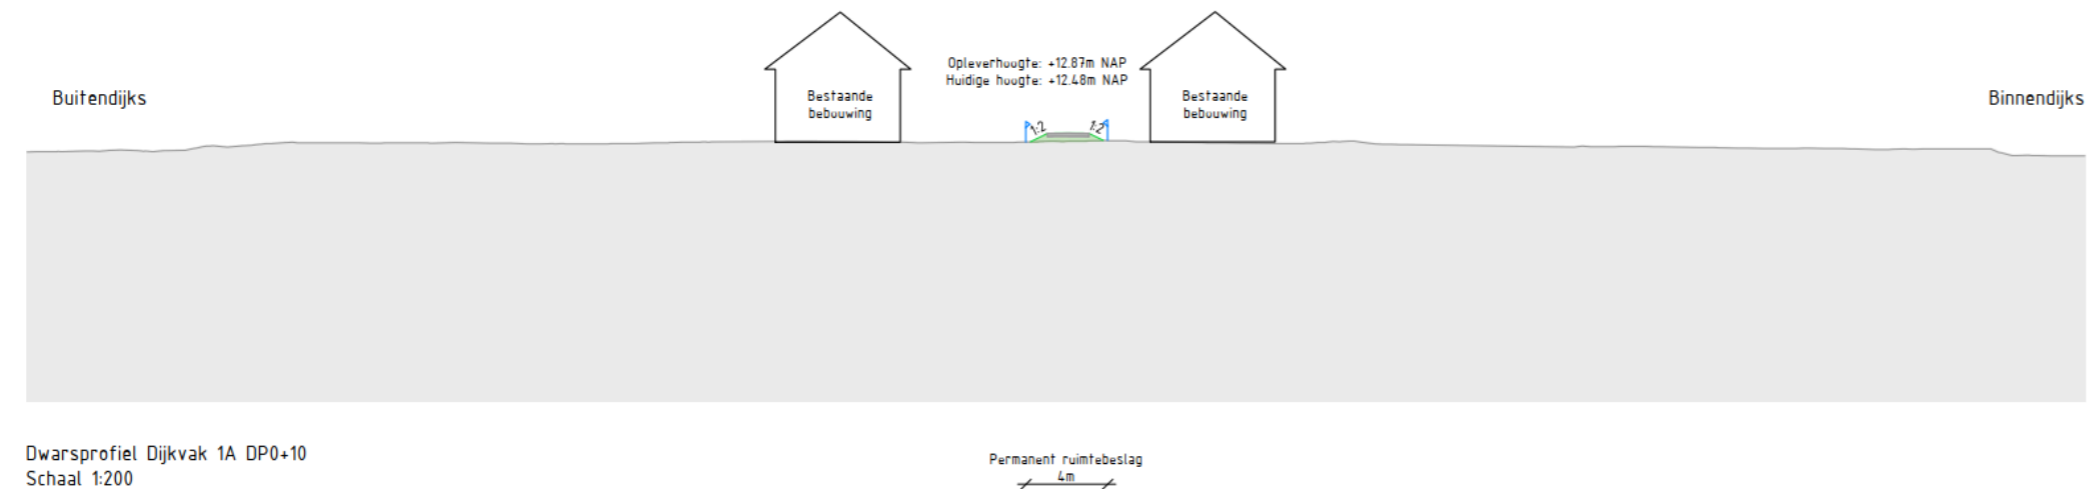 Opleverhoogte: +12.87m NAP
Huidige hoogte: +12.48m NAP
Buitendijks
Bestaande
bebouwing
Bestaande
bebouwing
Binnendijks
1:2
1:2
Dwarsprofiel Dijkvak 1A DP0+10
Schaal 1:200
Permanent ruimtebeslag
4m